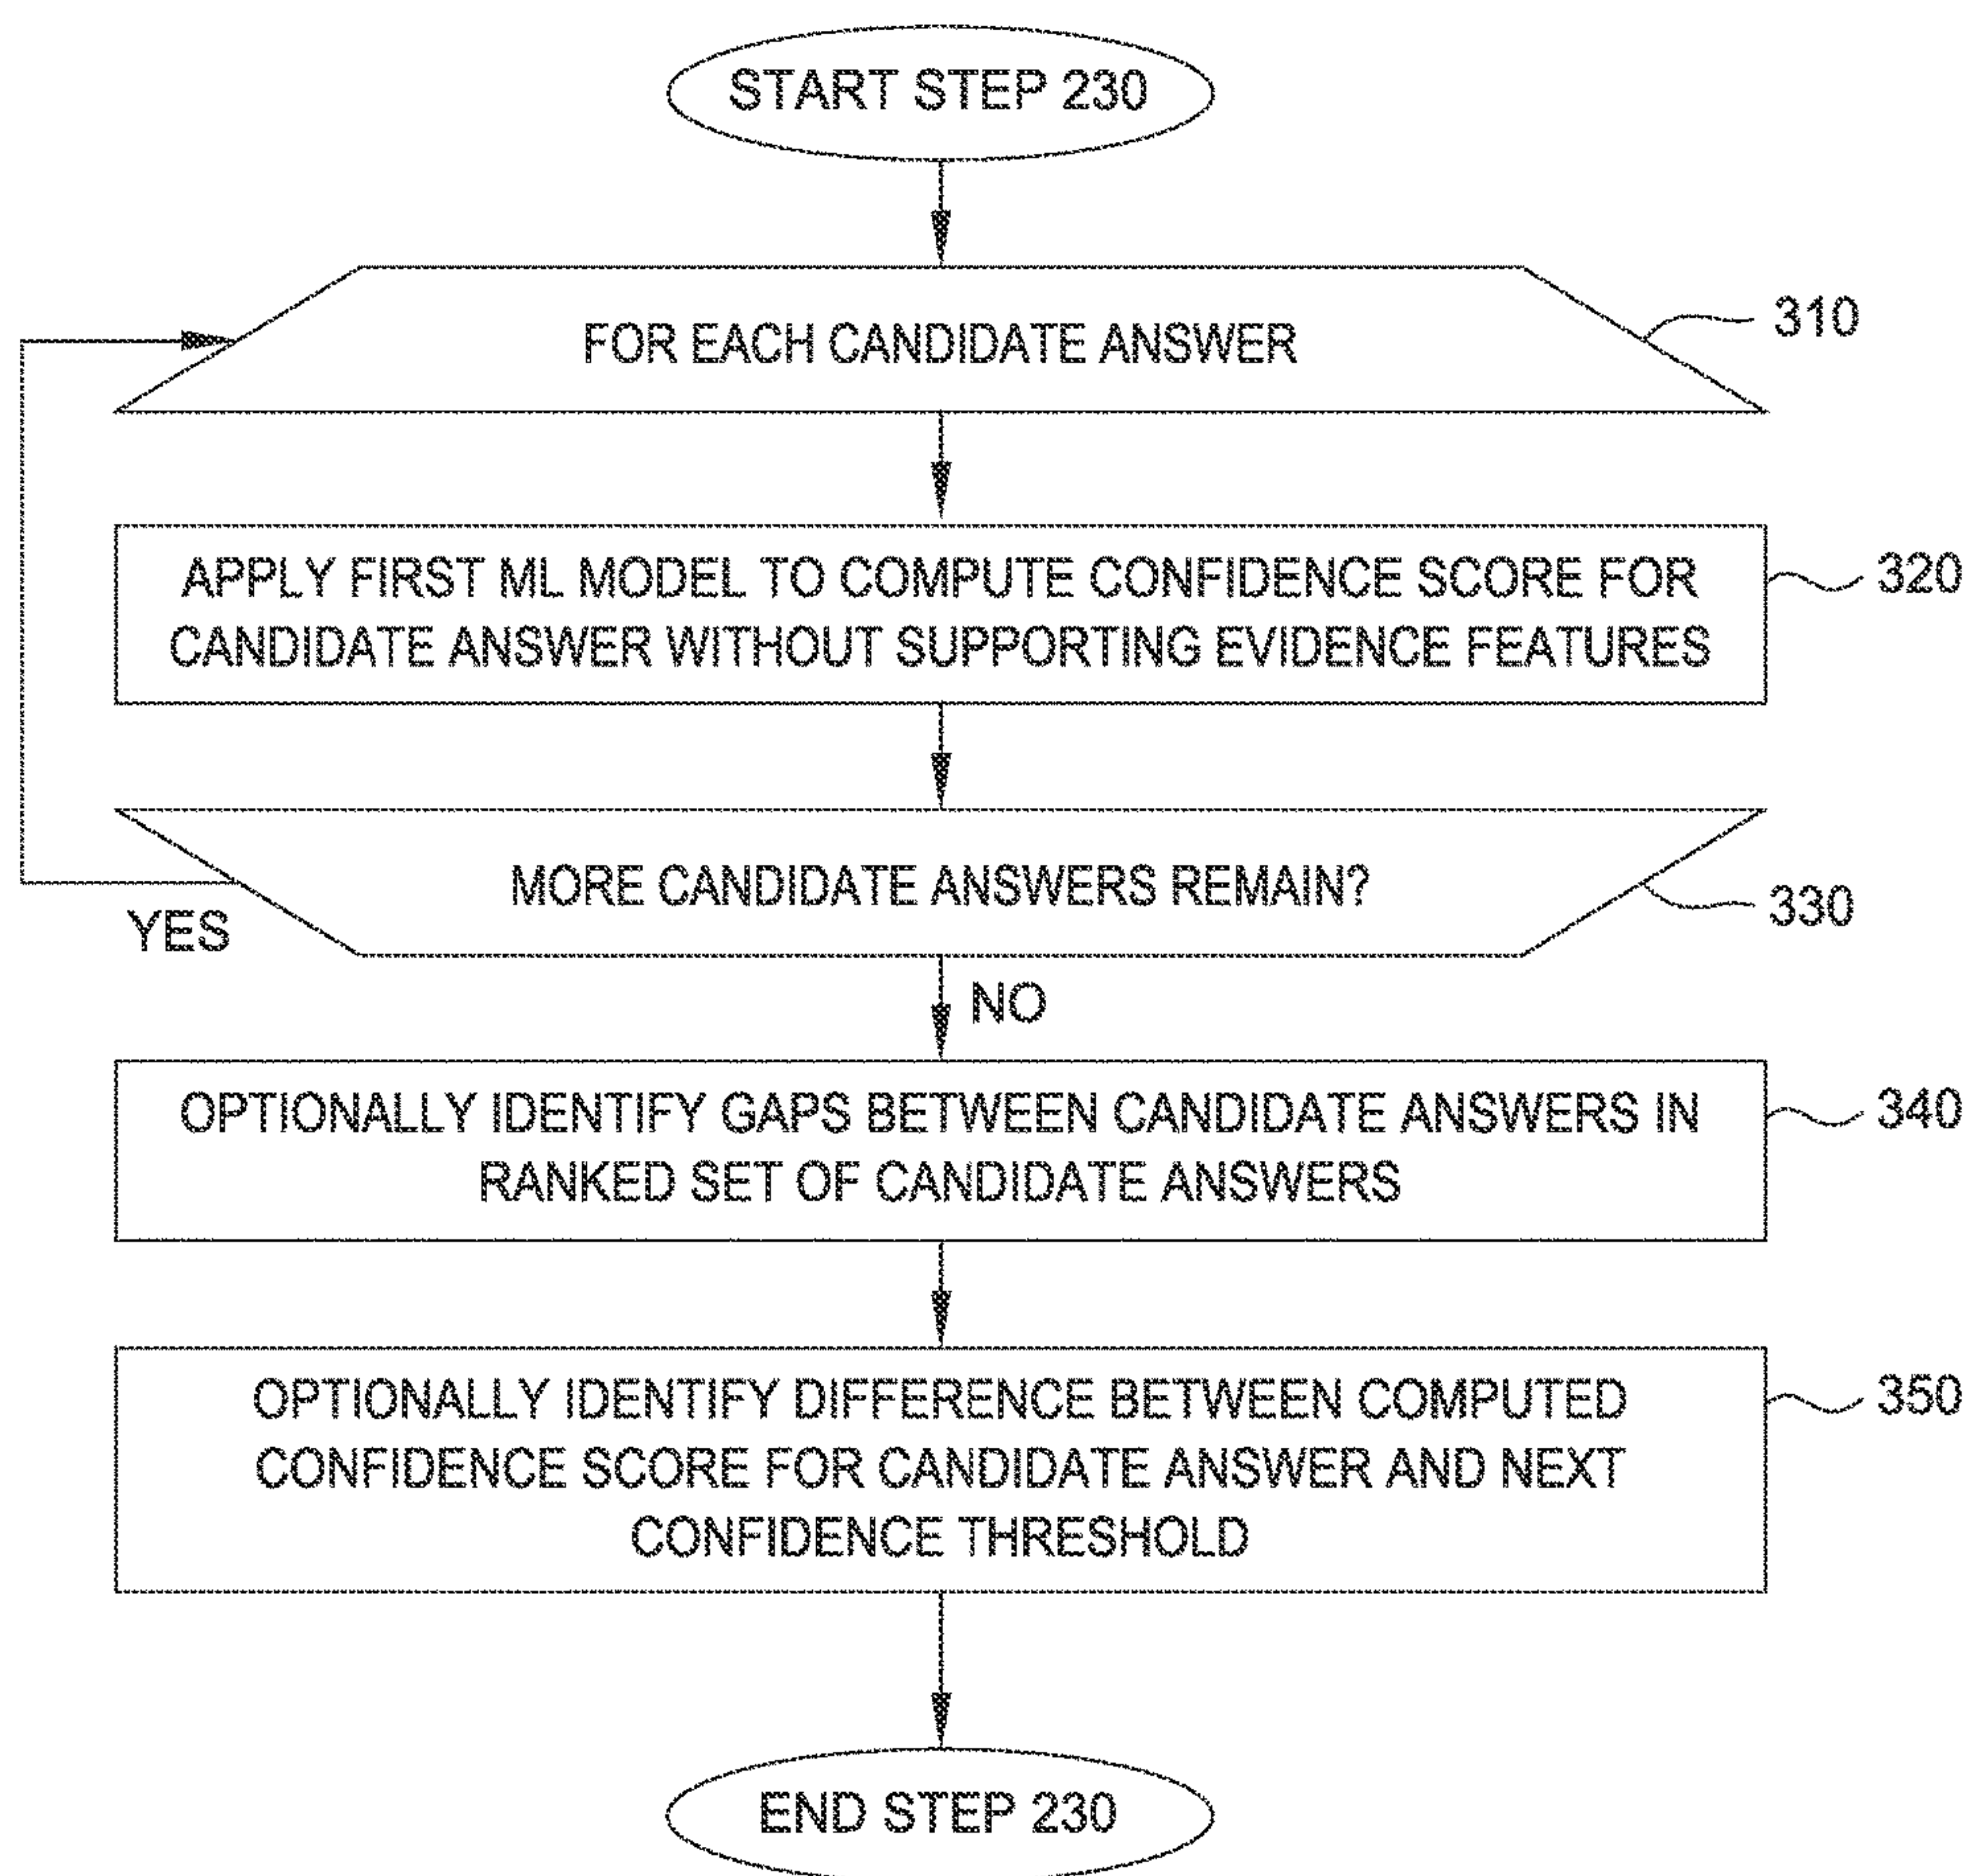 START STEP 230
FOR EACH CANDIDATE ANSWER
310
APPLY FIRST ML MODEL TO COMPUTE CONFIDENCE SCORE FOR
CANDIDATE ANSWER WITHOUT SUPPORTING EVIDENCE FEATURES
320
MORE CANDIDATE ANSWERS REMAIN?
330
YES
NO
OPTIONALLY IDENTIFY GAPS BETWEEN CANDIDATE ANSWERS IN
RANKED SET OF CANDIDATE ANSWERS
340
OPTIONALLY IDENTIFY DIFFERENCE BETWEEN COMPUTED
CONFIDENCE SCORE FOR CANDIDATE ANSWER AND NEXT
CONFIDENCE THRESHOLD
350
END STEP 230